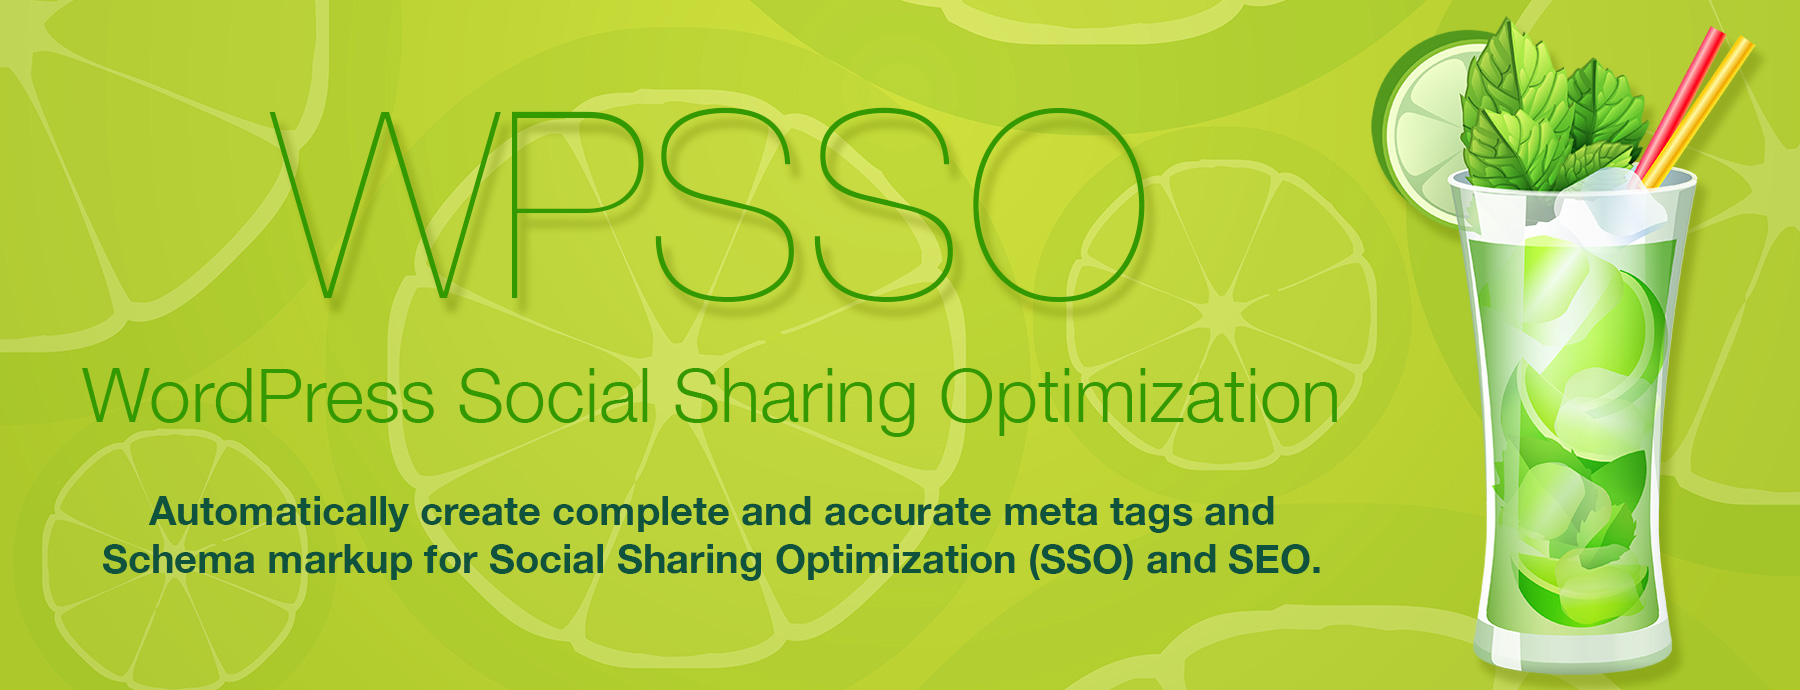 WPSSO
WordPress Social Sharing Optimization
Automatically create complete and accurate meta tags and
Schema markup for Social Sharing Optimization (SSO) and SEO.